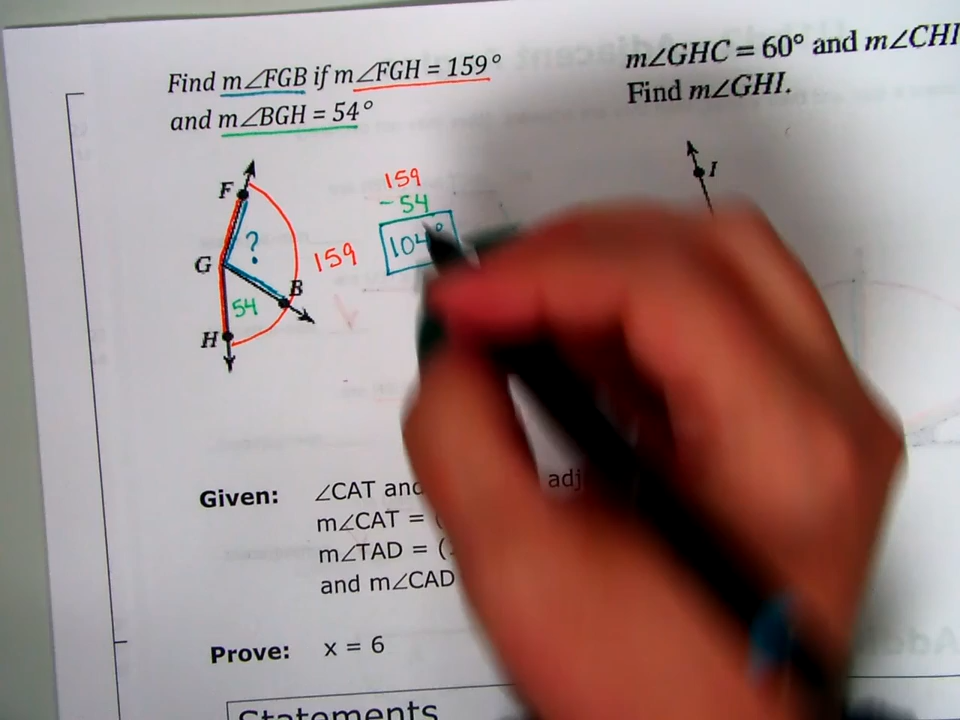 Find m∠FGB if m∠FGH = 159°
and m∠BGH = 54°
m∠GHC = 60° and m∠CHI
Find m∠GHI.
F
?
G
B
54
H
159
159
- 54
104°
I
Given: ∠CAT and adj
m∠CAT = (
m∠TAD = (
and m∠CAD
Prove: x = 6
Statements